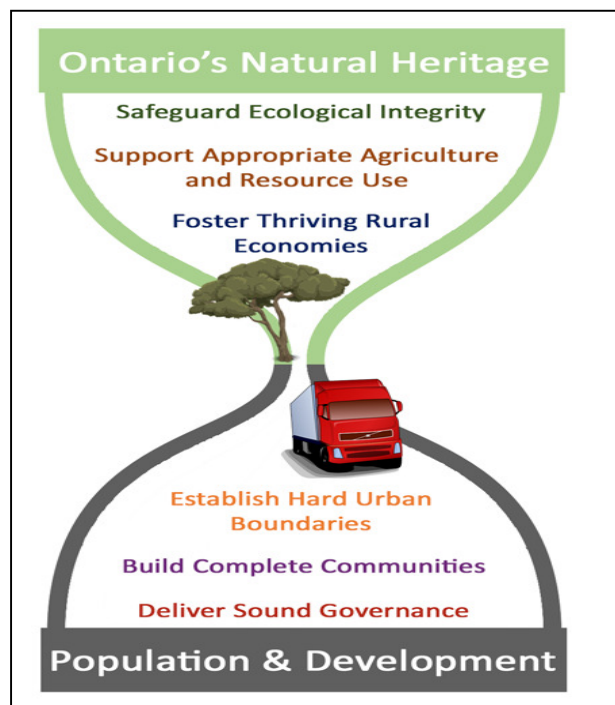 Ontario's Natural Heritage
Safeguard Ecological Integrity
Support Appropriate Agriculture
and Resource Use
Foster Thriving Rural
Economies
Establish Hard Urban
Boundaries
Build Complete Communities
Deliver Sound Governance
Population & Development